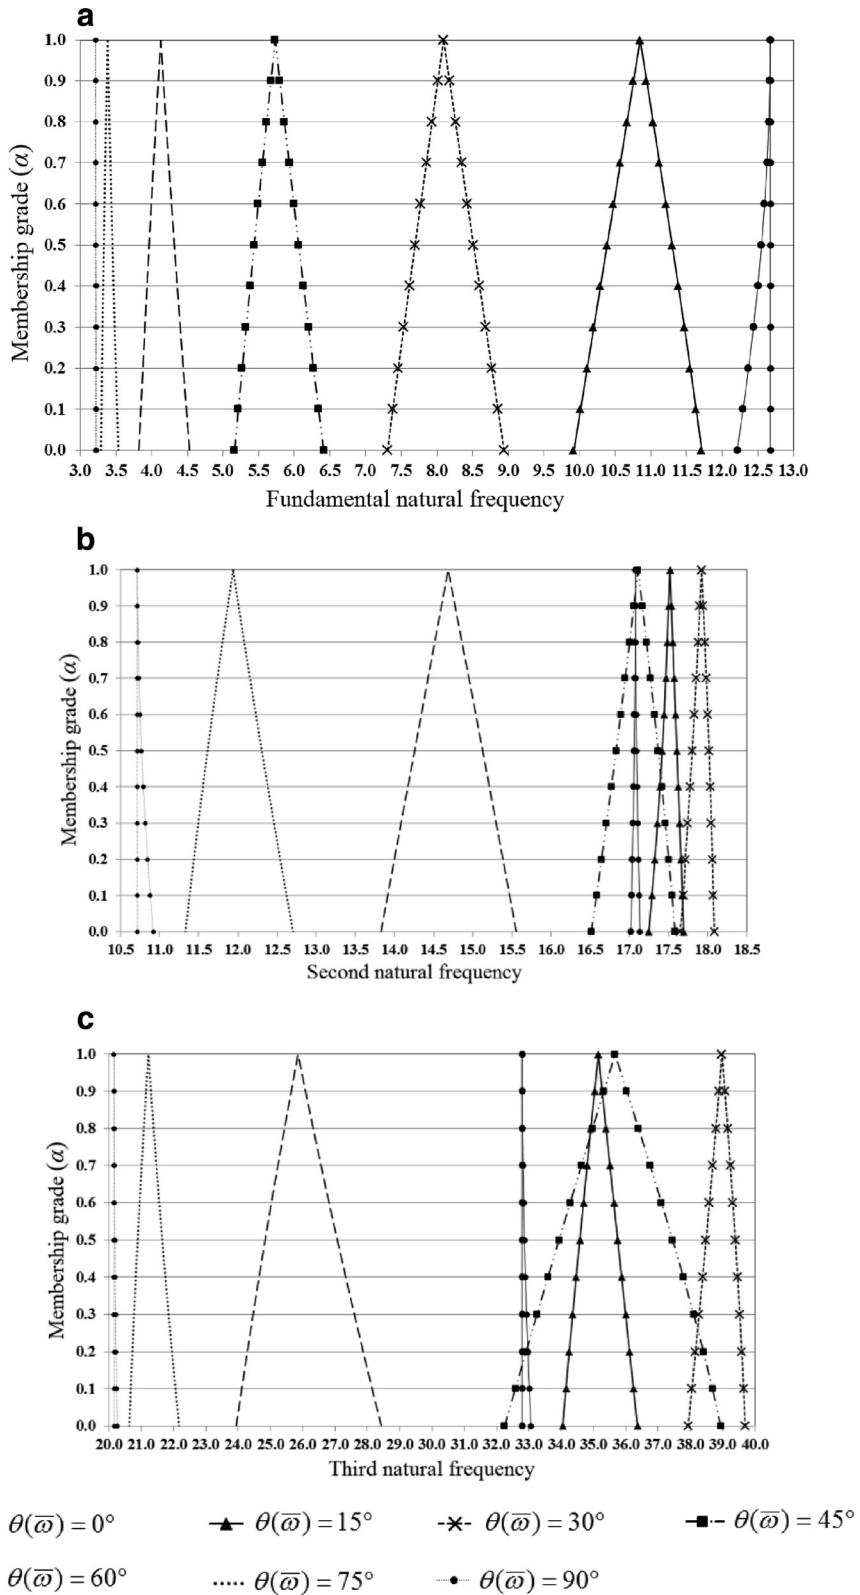 a
Membership grade (α)
1.0
0.9
0.8
0.7
0.6
0.5
0.4
0.3
0.2
0.1
0.0
3.0 3.5 4.0 4.5 5.0 5.5 6.0 6.5 7.0 7.5 8.0 8.5 9.0 9.5 10.0 10.5 11.0 11.5 12.0 12.5 13.0
Fundamental natural frequency
b
Membership grade (α)
1.0
0.9
0.8
0.7
0.6
0.5
0.4
0.3
0.2
0.1
0.0
10.5 11.0 11.5 12.0 12.5 13.0 13.5 14.0 14.5 15.0 15.5 16.0 16.5 17.0 17.5 18.0 18.5
Second natural frequency
c
Membership grade (α)
1.0
0.9
0.8
0.7
0.6
0.5
0.4
0.3
0.2
0.1
0.0
20.0 21.0 22.0 23.0 24.0 25.0 26.0 27.0 28.0 29.0 30.0 31.0 32.0 33.0 34.0 35.0 36.0 37.0 38.0 39.0 40.0
Third natural frequency
θ(ω̅) = 0° θ(ω̅) = 15° θ(ω̅) = 30° θ(ω̅) = 45°
θ(ω̅) = 60° θ(ω̅) = 75° θ(ω̅) = 90°